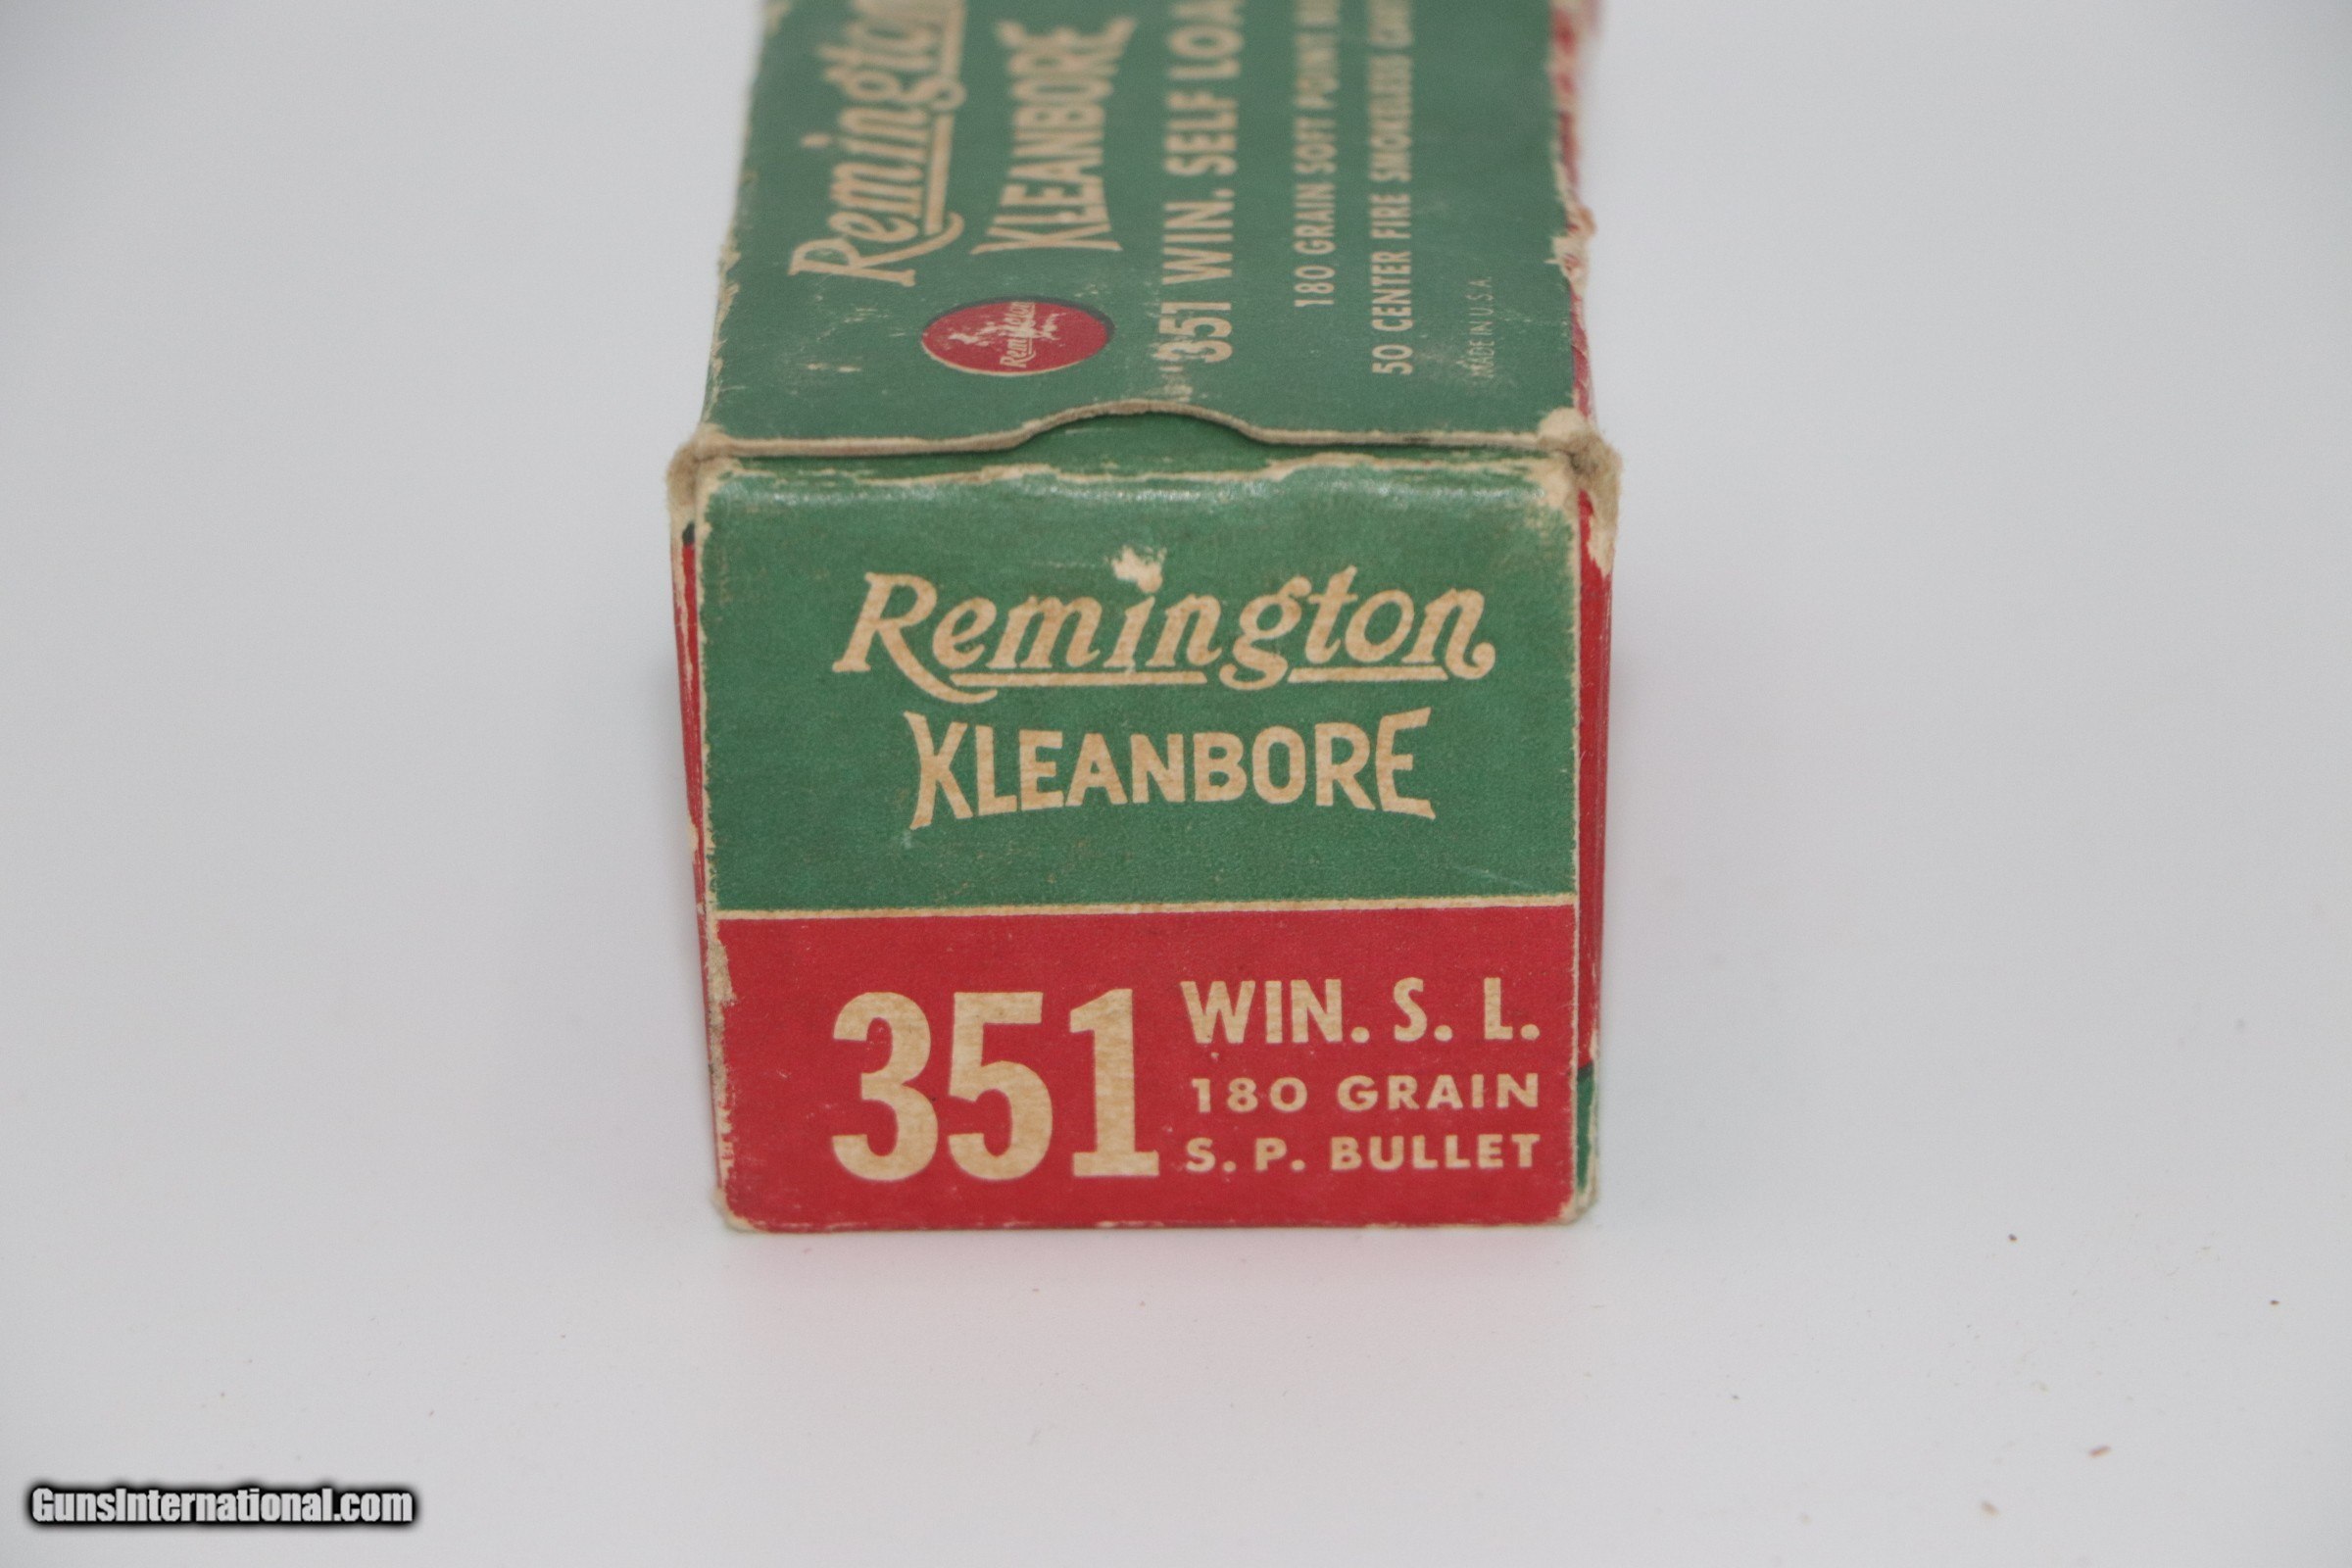 Remington
KLEANBORE
351 WIN. SELF LOA
180 GRAIN SOFT POINT
50 CENTER FIRE SMOKELESS
MADE IN U.S.A.
Remington
Remington
KLEANBORE
351 WIN. S. L.
180 GRAIN
S. P. BULLET
GunsInternational.com